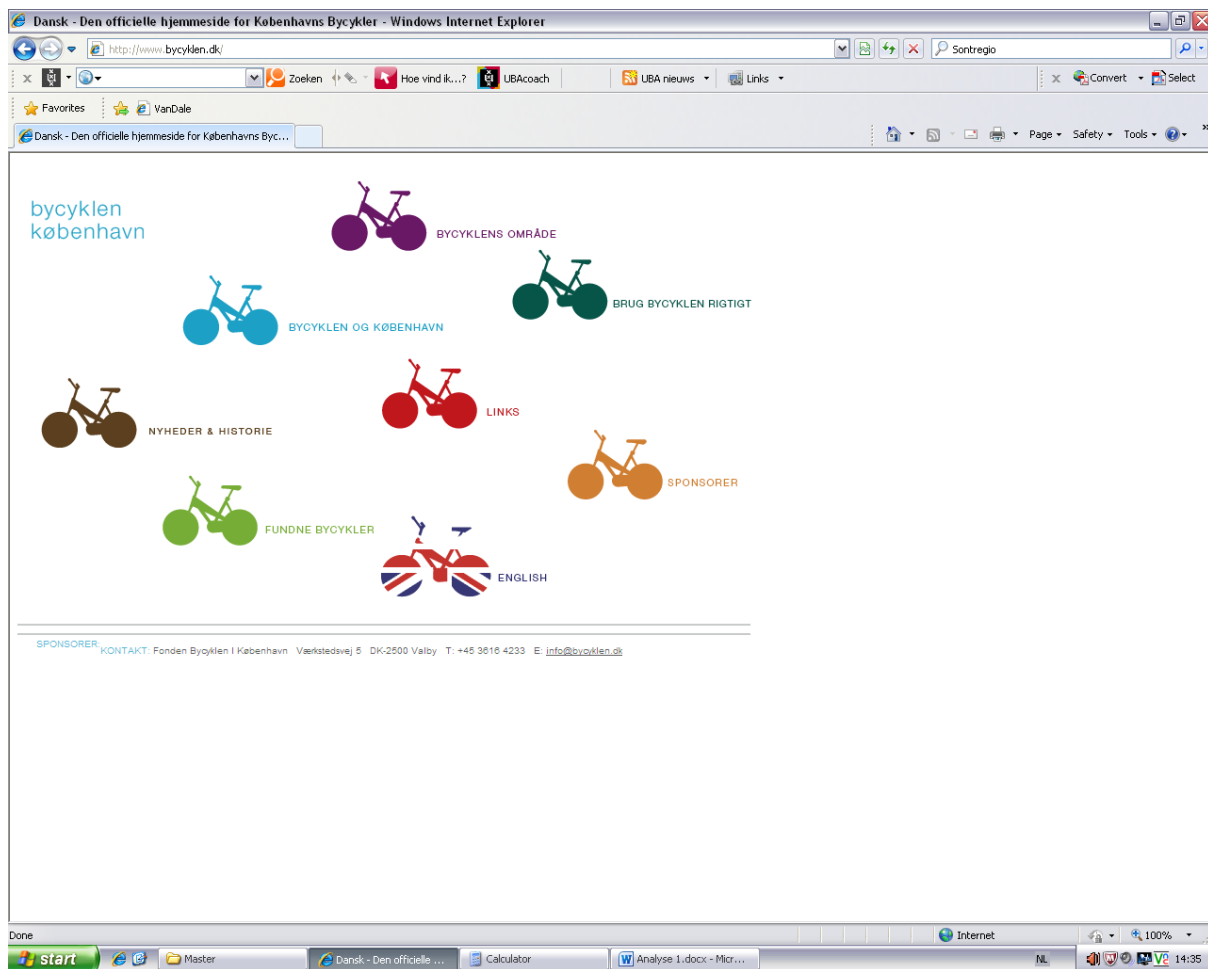 Dansk - Den officielle hjemmeside for Københavns Bycykler - Windows Internet Explorer
http://www.bycyklen.dk/
Sontregio
x Zoeken Hoe vind ik...? UBAcoach UBA nieuws Links x Convert Select
Favorites VanDale
Dansk - Den officielle hjemmeside for Københavns Byc... Page Safety Tools »
bycyklen
københavn
BYCYKLENS OMRÅDE
BRUG BYCYKLEN RIGTIGT
BYCYKLEN OG KØBENHAVN
LINKS
NYHEDER & HISTORIE
SPONSORER
FUNDNE BYCYKLER
ENGLISH
SPONSORER:
KONTAKT: Fonden Bycyklen I København Værkstedsvej 5 DK-2500 Valby T: +45 3616 4233 E: info@bycyklen.dk
Done Internet 100%
start Master Dansk - Den officielle ... Calculator Analyse 1.docx - Micr... NL 14:35